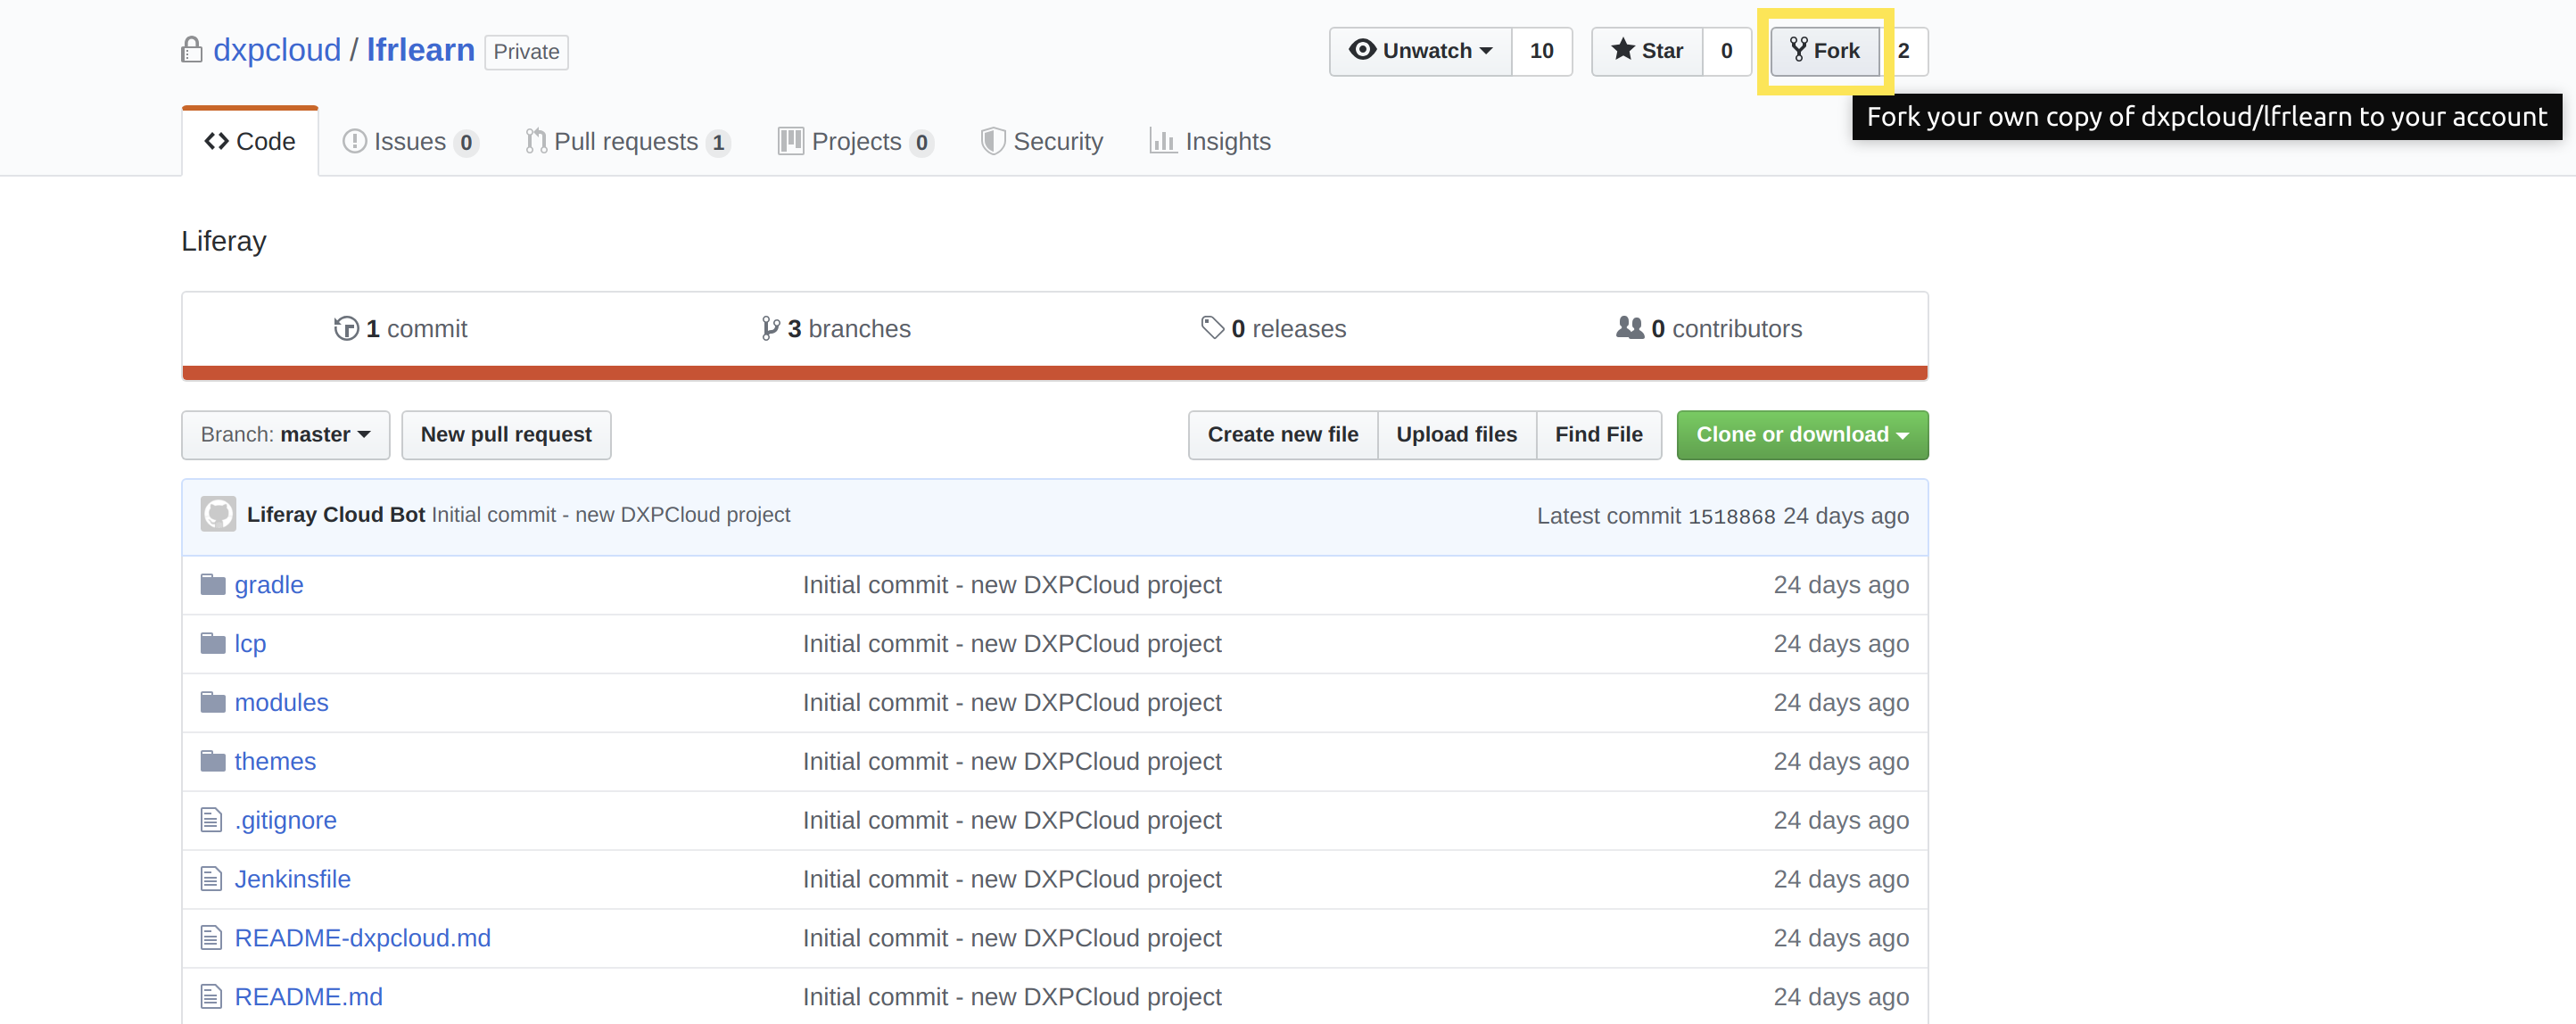 dxpcloud / lfrlearn Private Unwatch 10 Star 0 Fork 2
Fork your own copy of dxpcloud/lfrlearn to your account
Code Issues 0 Pull requests 1 Projects 0 Security Insights
Liferay
1 commit 3 branches 0 releases 0 contributors
Branch: master New pull request Create new file Upload files Find File Clone or download
Liferay Cloud Bot Initial commit - new DXPCloud project Latest commit 1518868 24 days ago
gradle Initial commit - new DXPCloud project 24 days ago
lcp Initial commit - new DXPCloud project 24 days ago
modules Initial commit - new DXPCloud project 24 days ago
themes Initial commit - new DXPCloud project 24 days ago
.gitignore Initial commit - new DXPCloud project 24 days ago
Jenkinsfile Initial commit - new DXPCloud project 24 days ago
README-dxpcloud.md Initial commit - new DXPCloud project 24 days ago
README.md Initial commit - new DXPCloud project 24 days ago